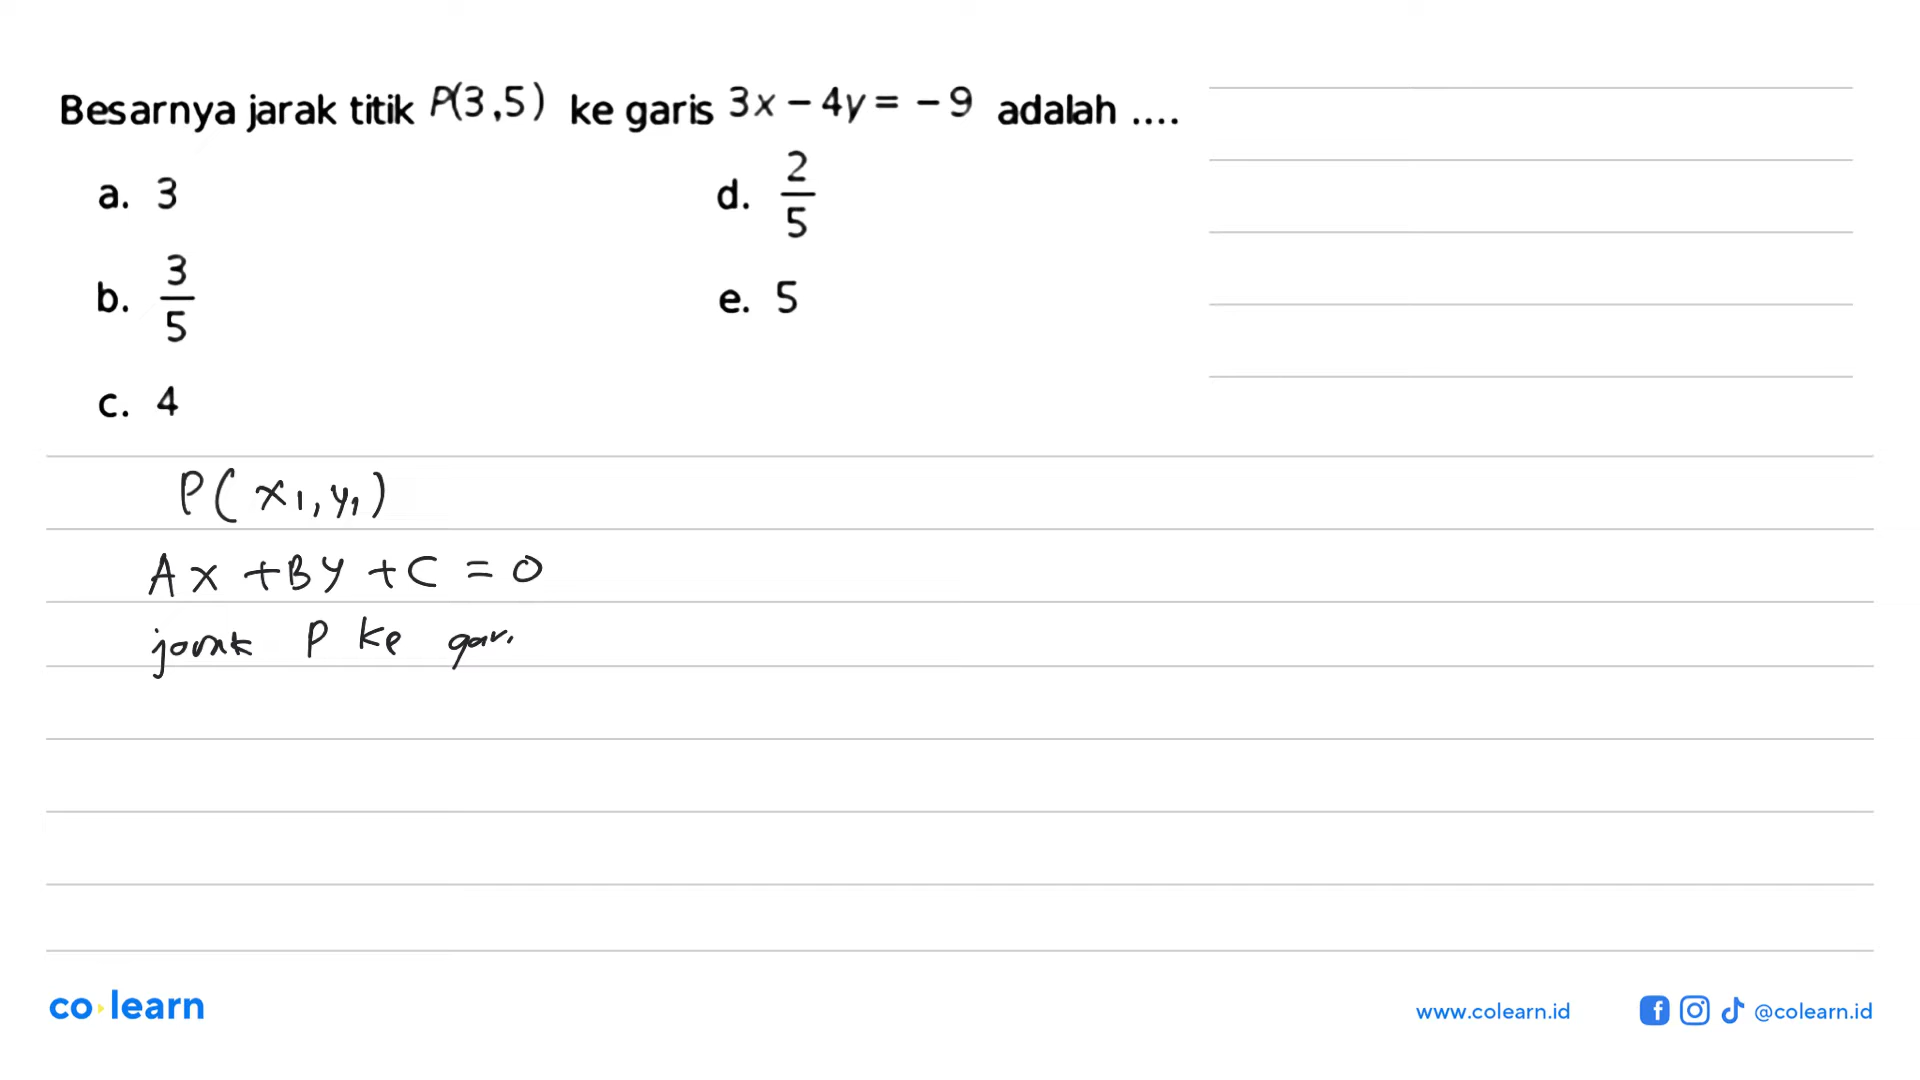 Besarnya jarak titik P(3,5) ke garis 3x − 4y = − 9 adalah ....
a. 3
b. 3/5
c. 4
d. 2/5
e. 5
P(x₁,y₁)
Ax + By + C = 0
jarak P ke gar.
co learn
www.colearn.id
@colearn.id